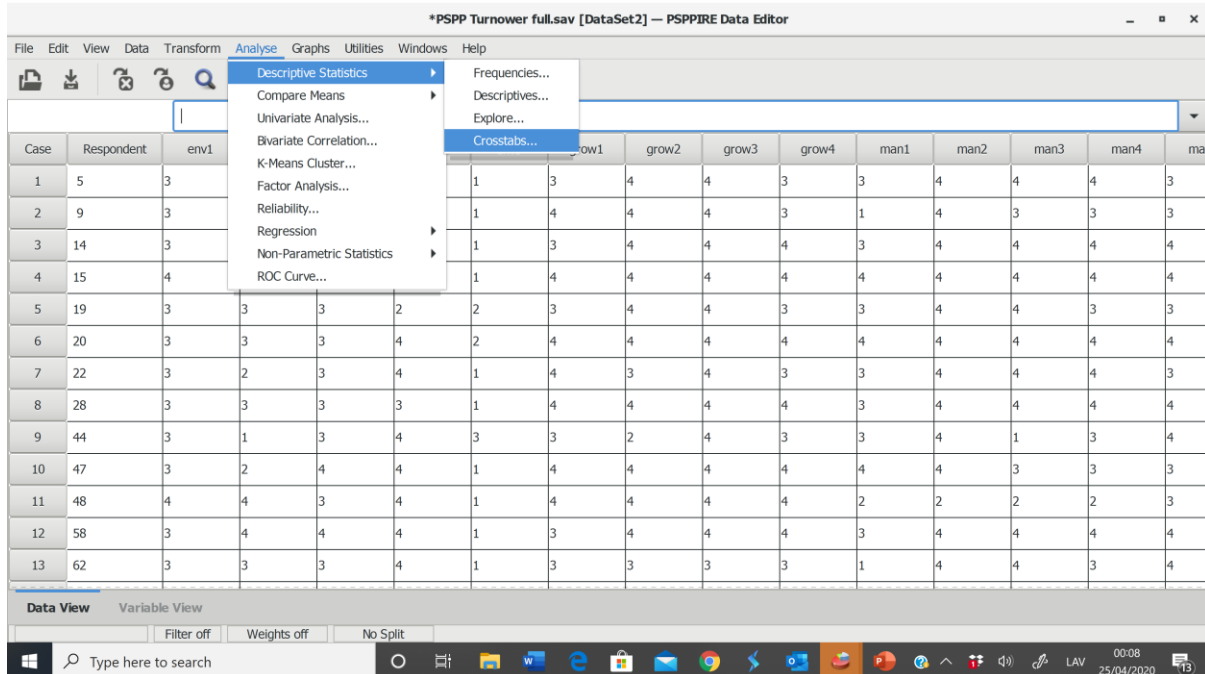 *PSPP Turnower full.sav [DataSet2] — PSPPIRE Data Editor
File Edit View Data Transform Analyse Graphs Utilities Windows Help
Descriptive Statistics
Compare Means
Univariate Analysis...
Bivariate Correlation...
K-Means Cluster...
Factor Analysis...
Reliability...
Regression
Non-Parametric Statistics
ROC Curve...
Frequencies...
Descriptives...
Explore...
Crosstabs...
Case Respondent env1 grow2 grow3 grow4 man1 man2 man3 man4 ma
1 5 3 1 3 4 4 3 3 4 4 4 3
2 9 3 1 4 4 4 3 1 4 3 3 3
3 14 3 1 3 4 4 4 3 4 4 4 4
4 15 4 1 4 4 4 4 4 4 4 4 4
5 19 3 3 3 2 2 3 4 4 3 3 4 4 3 3
6 20 3 3 3 4 2 4 4 4 4 4 4 4 4 4
7 22 3 2 3 4 1 4 3 4 3 3 4 4 4 3
8 28 3 3 3 3 1 4 4 4 4 3 4 4 4 4
9 44 3 1 3 4 3 3 2 4 3 3 4 1 3 4
10 47 3 2 4 4 1 4 4 4 4 4 4 3 3 3
11 48 4 4 3 4 1 4 4 4 4 2 2 2 2 3
12 58 3 4 4 4 1 3 4 4 4 3 4 4 4 4
13 62 3 3 3 4 1 3 3 3 3 1 4 4 3 4
Data View Variable View
Filter off Weights off No Split
Type here to search
LAV
00:08
25/04/2020
13